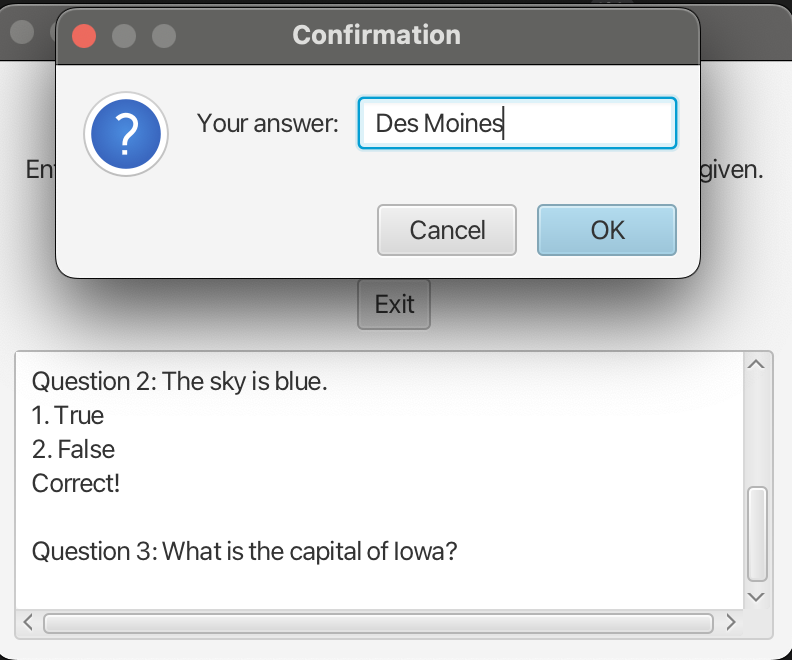 Confirmation
?
Your answer: Des Moines
given.
Cancel OK
Exit
Question 2: The sky is blue.
1. True
2. False
Correct!
Question 3: What is the capital of Iowa?